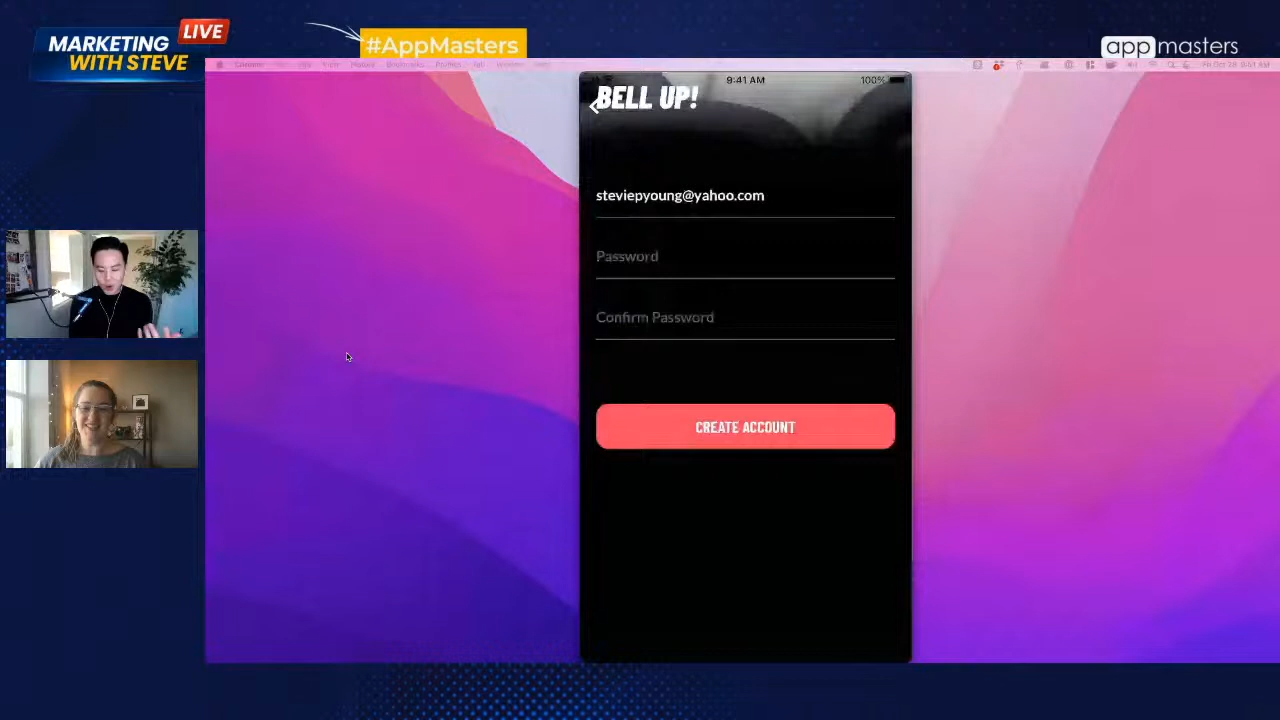 MARKETING
LIVE
WITH STEVE
#AppMasters
appmasters
9:41 AM
100%
BELL UP!
steviepyoung@yahoo.com
Password
Confirm Password
CREATE ACCOUNT